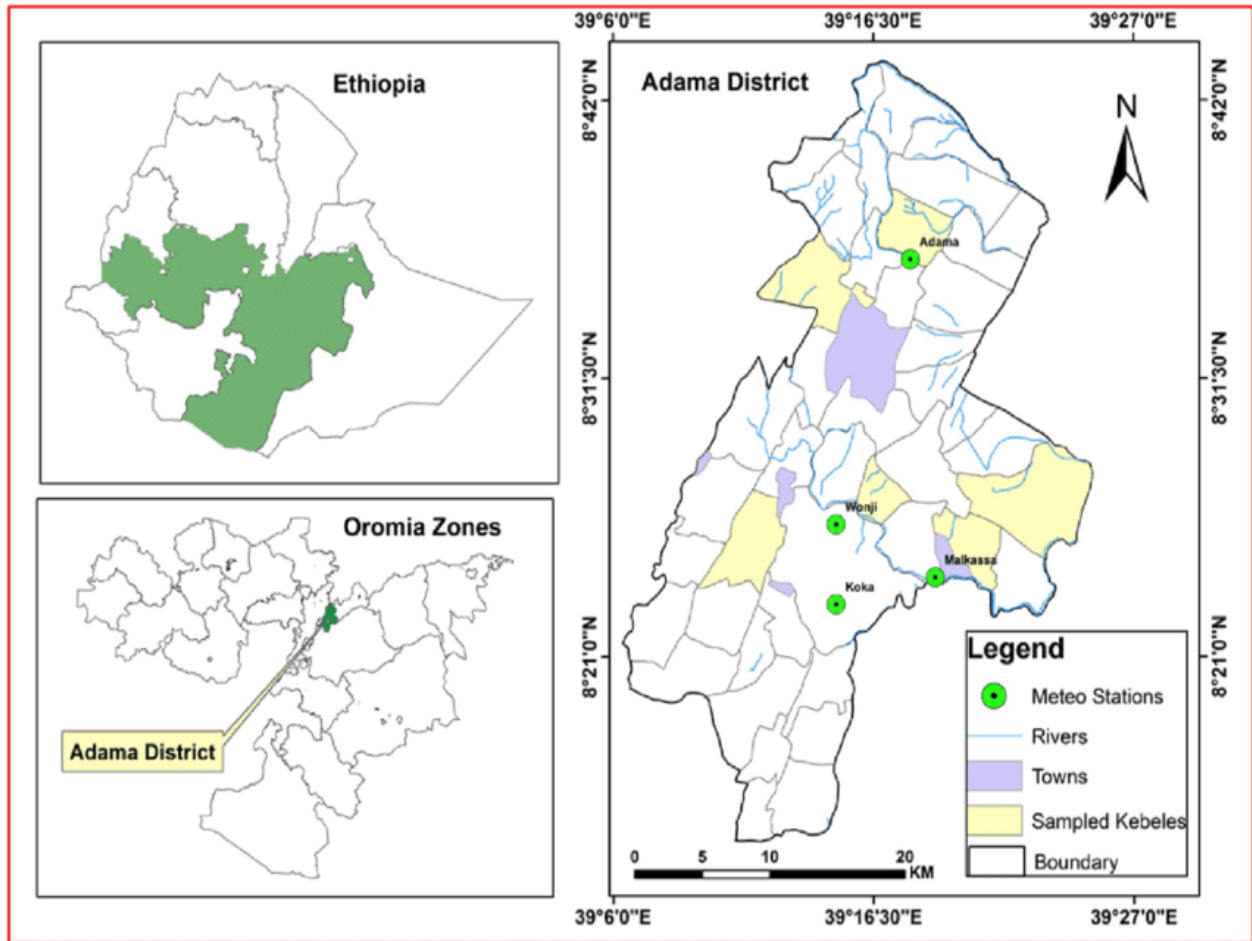 Ethiopia
Oromia Zones
Adama District
39°6'0"E
39°16'30"E
39°27'0"E
Adama District
N
8°42'0"N
8°42'0"N
8°31'30"N
8°31'30"N
8°21'0"N
8°21'0"N
Adama
Wonji
Malkassa
Koka
Legend
Meteo Stations
Rivers
Towns
Sampled Kebeles
Boundary
0 5 10 20
KM
39°6'0"E
39°16'30"E
39°27'0"E